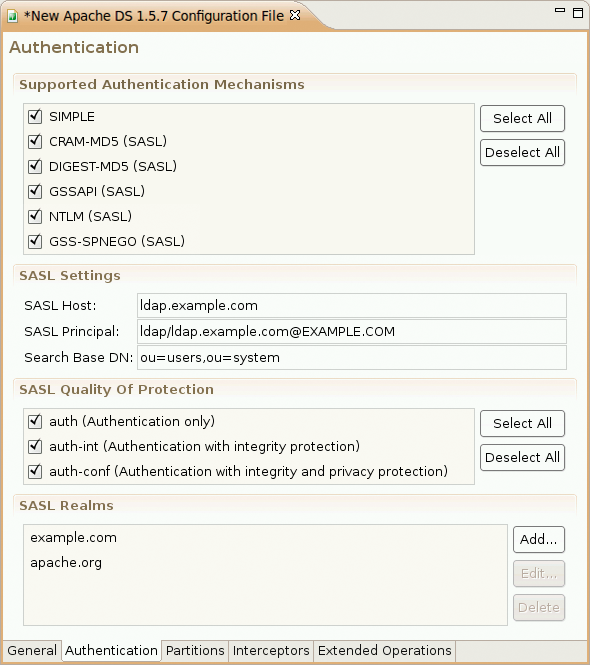 *New Apache DS 1.5.7 Configuration File
Authentication
Supported Authentication Mechanisms
SIMPLE
CRAM-MD5 (SASL)
DIGEST-MD5 (SASL)
GSSAPI (SASL)
NTLM (SASL)
GSS-SPNEGO (SASL)
Select All
Deselect All
SASL Settings
SASL Host: ldap.example.com
SASL Principal: ldap/ldap.example.com@EXAMPLE.COM
Search Base DN: ou=users,ou=system
SASL Quality Of Protection
auth (Authentication only)
auth-int (Authentication with integrity protection)
auth-conf (Authentication with integrity and privacy protection)
Select All
Deselect All
SASL Realms
example.com
apache.org
Add...
Edit...
Delete
General Authentication Partitions Interceptors Extended Operations